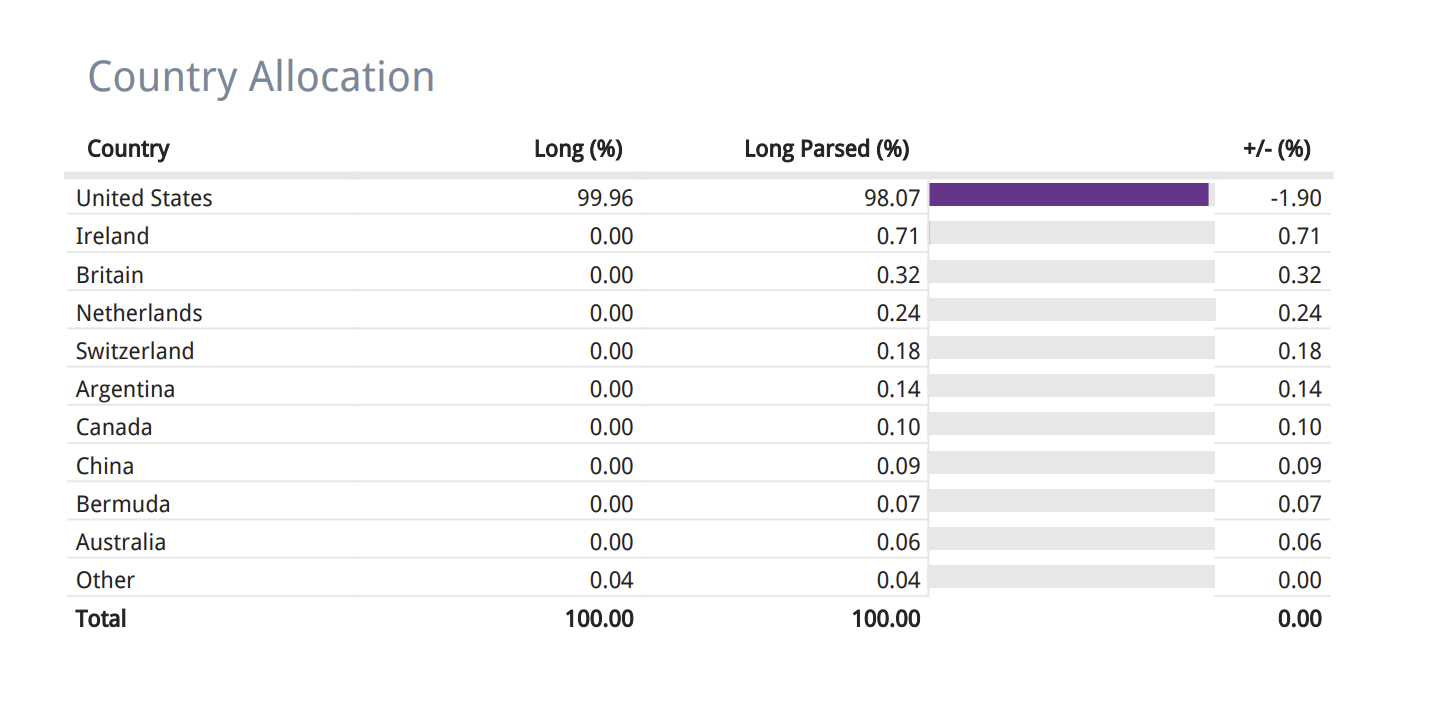 Country Allocation
Country Long (%) Long Parsed (%) +/- (%)
United States 99.96 98.07 -1.90
Ireland 0.00 0.71 0.71
Britain 0.00 0.32 0.32
Netherlands 0.00 0.24 0.24
Switzerland 0.00 0.18 0.18
Argentina 0.00 0.14 0.14
Canada 0.00 0.10 0.10
China 0.00 0.09 0.09
Bermuda 0.00 0.07 0.07
Australia 0.00 0.06 0.06
Other 0.04 0.04 0.00
Total 100.00 100.00 0.00